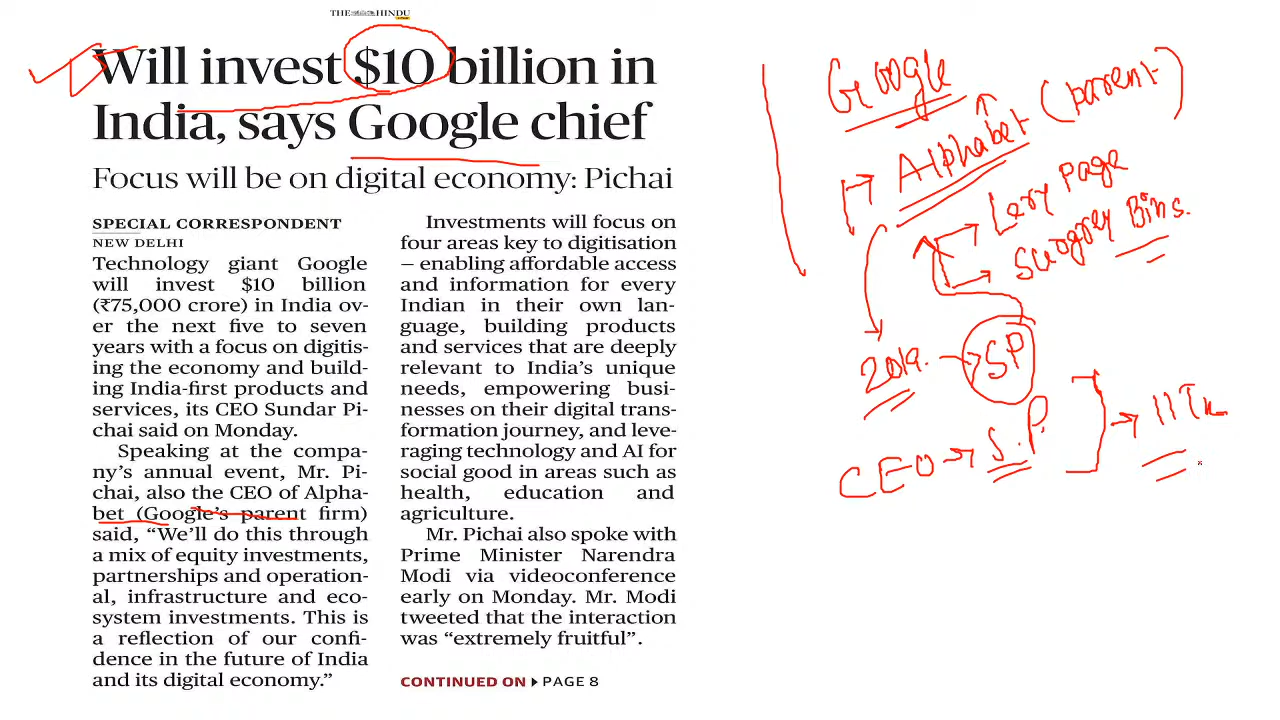 THE HINDU
Will invest $10 billion in
India, says Google chief
Focus will be on digital economy: Pichai
SPECIAL CORRESPONDENT
NEW DELHI
Technology giant Google
will invest $10 billion
(₹75,000 crore) in India ov-
er the next five to seven
years with a focus on digitis-
ing the economy and build-
ing India-first products and
services, its CEO Sundar Pi-
chai said on Monday.
Speaking at the compa-
ny's annual event, Mr. Pi-
chai, also the CEO of Alpha-
bet (Google's parent firm)
said, “We'll do this through
a mix of equity investments,
partnerships and operation-
al, infrastructure and eco-
system investments. This is
a reflection of our confi-
dence in the future of India
and its digital economy.”
Investments will focus on
four areas key to digitisation
– enabling affordable access
and information for every
Indian in their own lan-
guage, building products
and services that are deeply
relevant to India's unique
needs, empowering busi-
nesses on their digital trans-
formation journey, and leve-
raging technology and AI for
social good in areas such as
health, education and
agriculture.
Mr. Pichai also spoke with
Prime Minister Narendra
Modi via videoconference
early on Monday. Mr. Modi
tweeted that the interaction
was “extremely fruitful”.
CONTINUED ON PAGE 8
Google
Alphabet (parent)
Lery Page
Bins.
2019. → SP
CEO → S.P.